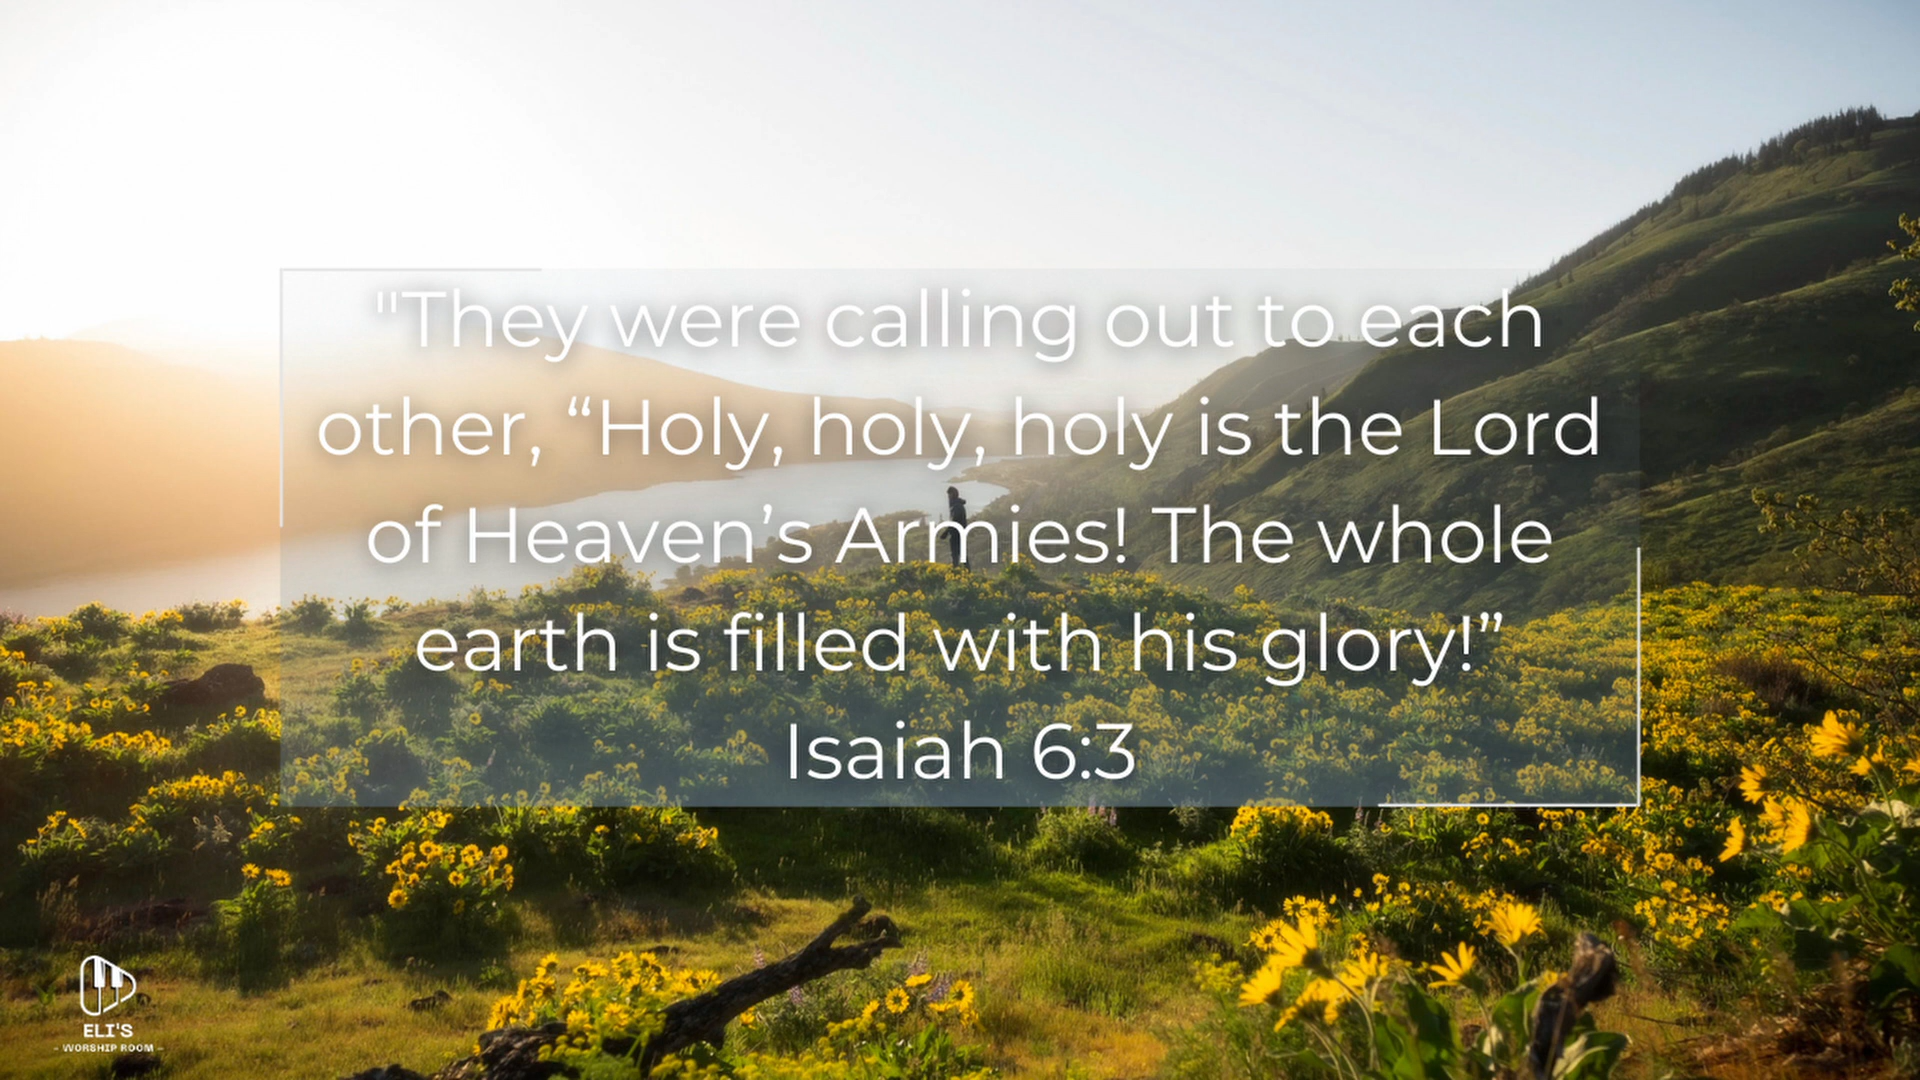 "They were calling out to each
other, “Holy, holy, holy is the Lord
of Heaven’s Armies! The whole
earth is filled with his glory!”
Isaiah 6:3
ELI'S
- WORSHIP ROOM -